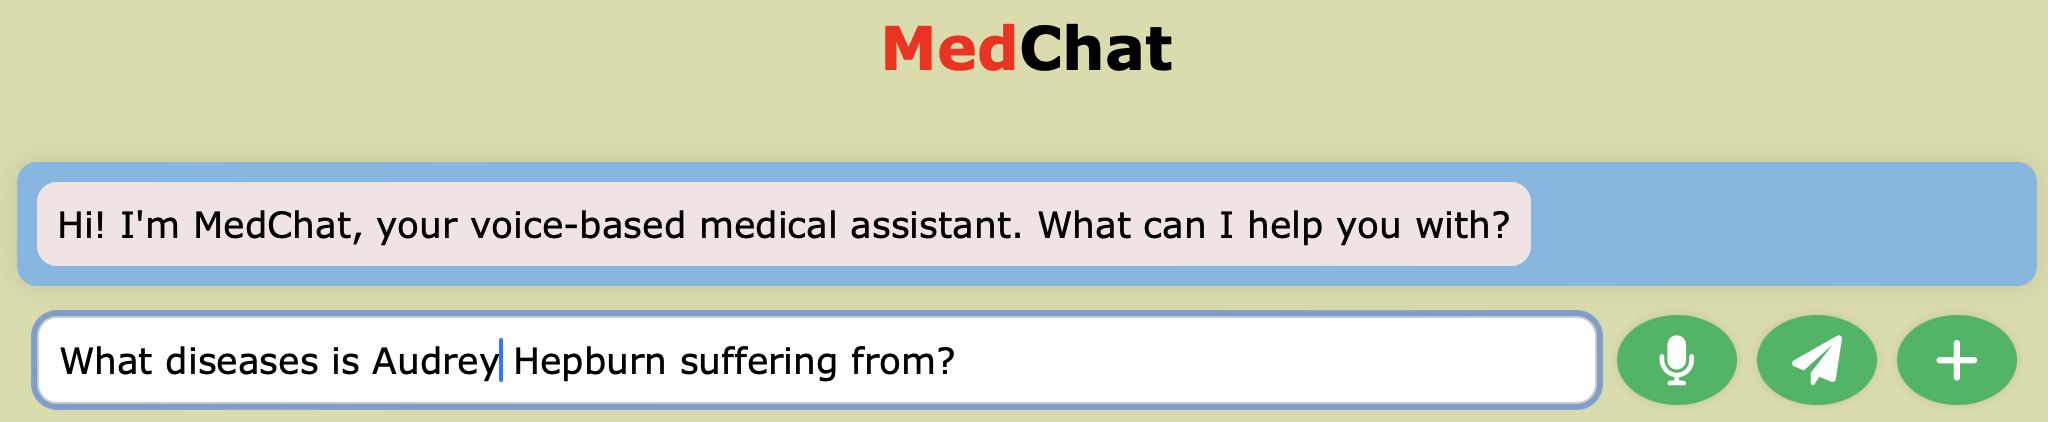 MedChat
Hi! I'm MedChat, your voice-based medical assistant. What can I help you with?
What diseases is Audrey Hepburn suffering from?